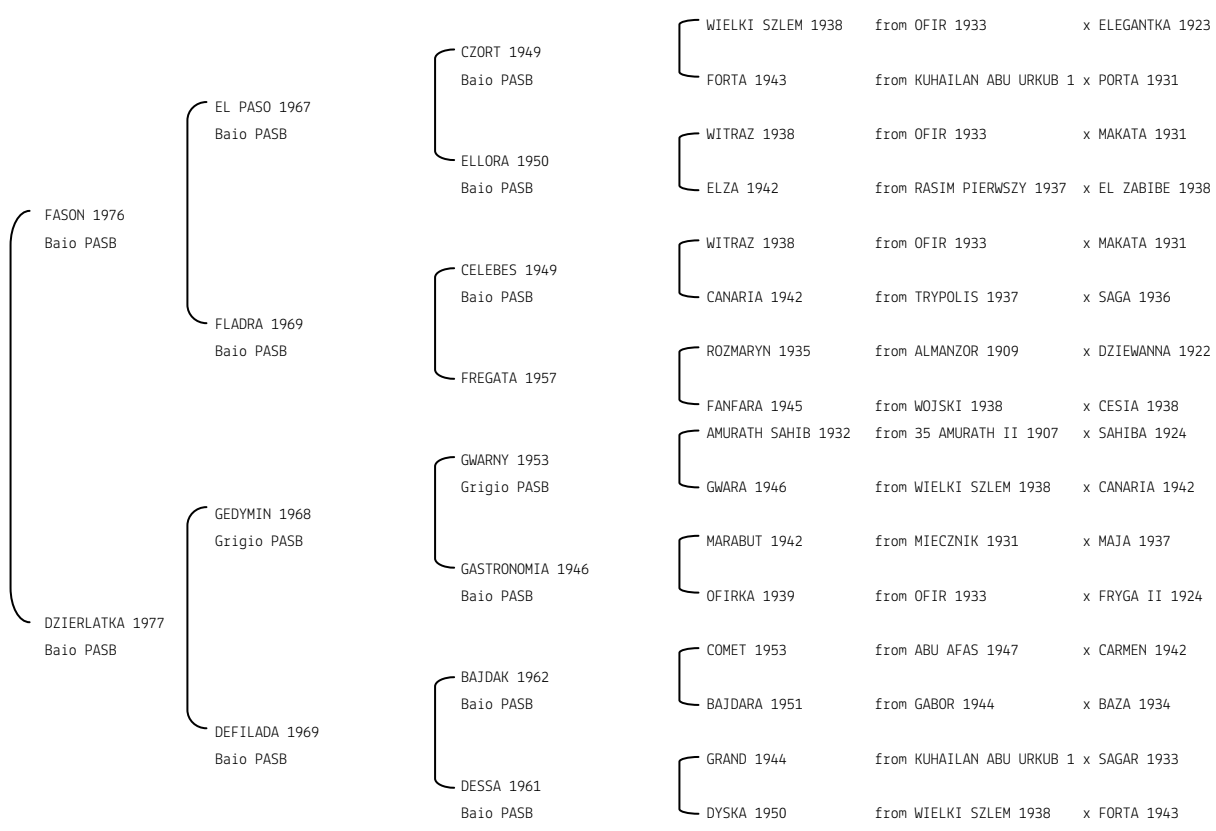 WIELKI SZLEM 1938 from OFIR 1933 x ELEGANTKA 1923
CZORT 1949
Baio PASB FORTA 1943 from KUHAILAN ABU URKUB 1 x PORTA 1931
EL PASO 1967
Baio PASB WITRAZ 1938 from OFIR 1933 x MAKATA 1931
ELLORA 1950
Baio PASB ELZA 1942 from RASIM PIERWSZY 1937 x EL ZABIBE 1938
FASON 1976
Baio PASB WITRAZ 1938 from OFIR 1933 x MAKATA 1931
CELEBES 1949
Baio PASB CANARIA 1942 from TRYPOLIS 1937 x SAGA 1936
FLADRA 1969
Baio PASB ROZMARYN 1935 from ALMANZOR 1909 x DZIEWANNA 1922
FREGATA 1957
FANFARA 1945 from WOJSKI 1938 x CESIA 1938
AMURATH SAHIB 1932 from 35 AMURATH II 1907 x SAHIBA 1924
GWARNY 1953
Grigio PASB GWARA 1946 from WIELKI SZLEM 1938 x CANARIA 1942
GEDYMIN 1968
Grigio PASB MARABUT 1942 from MIECZNIK 1931 x MAJA 1937
GASTRONOMIA 1946
Baio PASB OFIRKA 1939 from OFIR 1933 x FRYGA II 1924
DZIERLATKA 1977
Baio PASB COMET 1953 from ABU AFAS 1947 x CARMEN 1942
BAJDAK 1962
Baio PASB BAJDARA 1951 from GABOR 1944 x BAZA 1934
DEFILADA 1969
Baio PASB GRAND 1944 from KUHAILAN ABU URKUB 1 x SAGAR 1933
DESSA 1961
Baio PASB DYSKA 1950 from WIELKI SZLEM 1938 x FORTA 1943